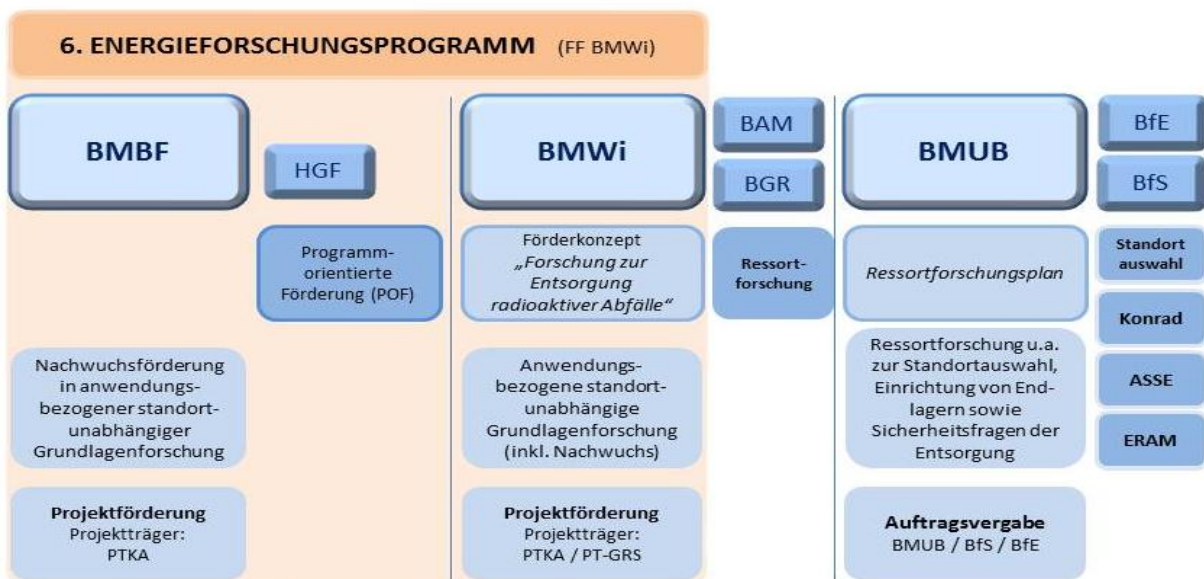 6. ENERGIEFORSCHUNGSPROGRAMM (FF BMWi)
BMBF
HGF
BMWi
BAM
BGR
BMUB
BfE
BfS
Programm-
orientierte
Förderung (POF)
Förderkonzept
„Forschung zur
Entsorgung
radioaktiver Abfälle“
Ressort-
forschung
Ressortforschungsplan
Standort
auswahl
Konrad
ASSE
ERAM
Nachwuchsförderung
in anwendungs-
bezogener standort-
unabhängiger
Grundlagenforschung
Anwendungs-
bezogene standort-
unabhängige
Grundlagenforschung
(inkl. Nachwuchs)
Ressortforschung u.a.
zur Standortauswahl,
Einrichtung von End-
lagern sowie
Sicherheitsfragen der
Entsorgung
Projektförderung
Projektträger:
PTKA
Projektförderung
Projektträger:
PTKA / PT-GRS
Auftragsvergabe
BMUB / BfS / BfE